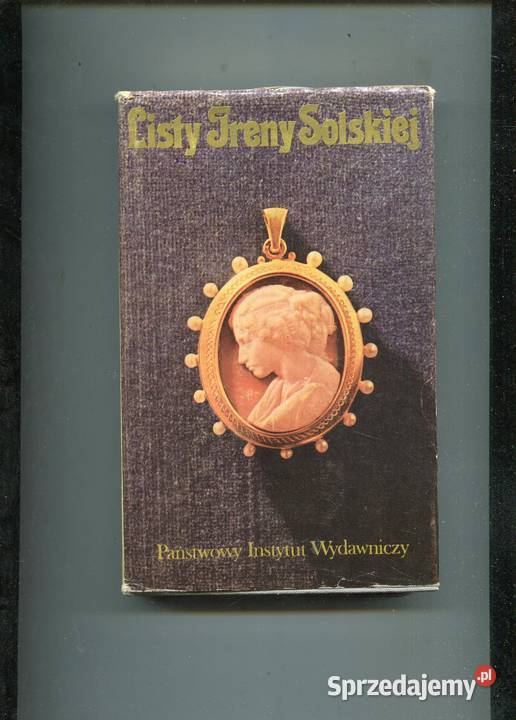 Listy Ireny Solskiej
Państwowy Instytut Wydawniczy
Sprzedajemy.pl